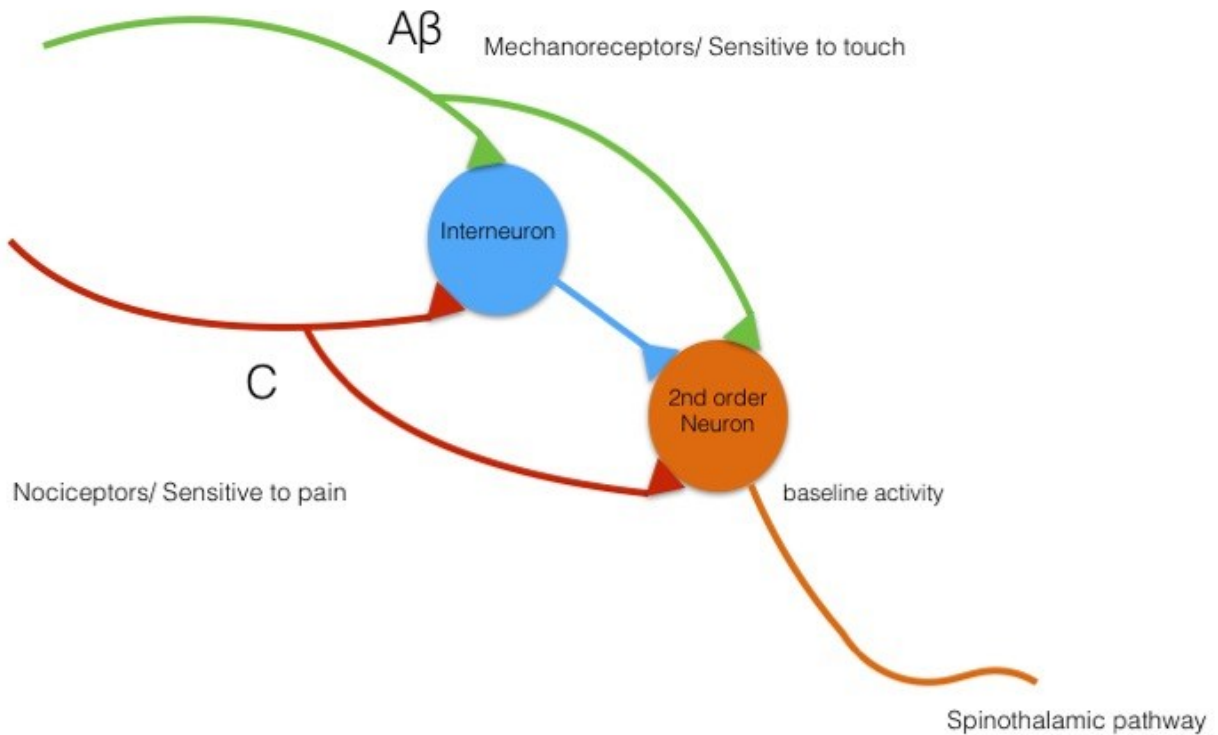 Aβ
Mechanoreceptors/ Sensitive to touch
Interneuron
C
2nd order
Neuron
Nociceptors/ Sensitive to pain
baseline activity
Spinothalamic pathway